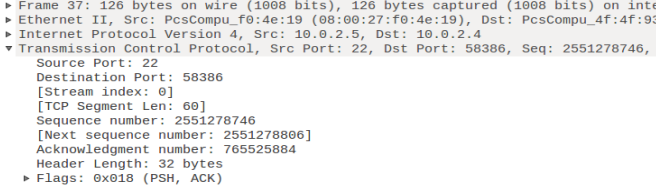 Frame 37: 126 bytes on wire (1008 bits), 126 bytes captured (1008 bits) on inte
Ethernet II, Src: PcsCompu_f0:4e:19 (08:00:27:f0:4e:19), Dst: PcsCompu_4f:4f:93
Internet Protocol Version 4, Src: 10.0.2.5, Dst: 10.0.2.4
Transmission Control Protocol, Src Port: 22, Dst Port: 58386, Seq: 2551278746,
Source Port: 22
Destination Port: 58386
[Stream index: 0]
[TCP Segment Len: 60]
Sequence number: 2551278746
[Next sequence number: 2551278806]
Acknowledgment number: 765525884
Header Length: 32 bytes
Flags: 0x018 (PSH, ACK)